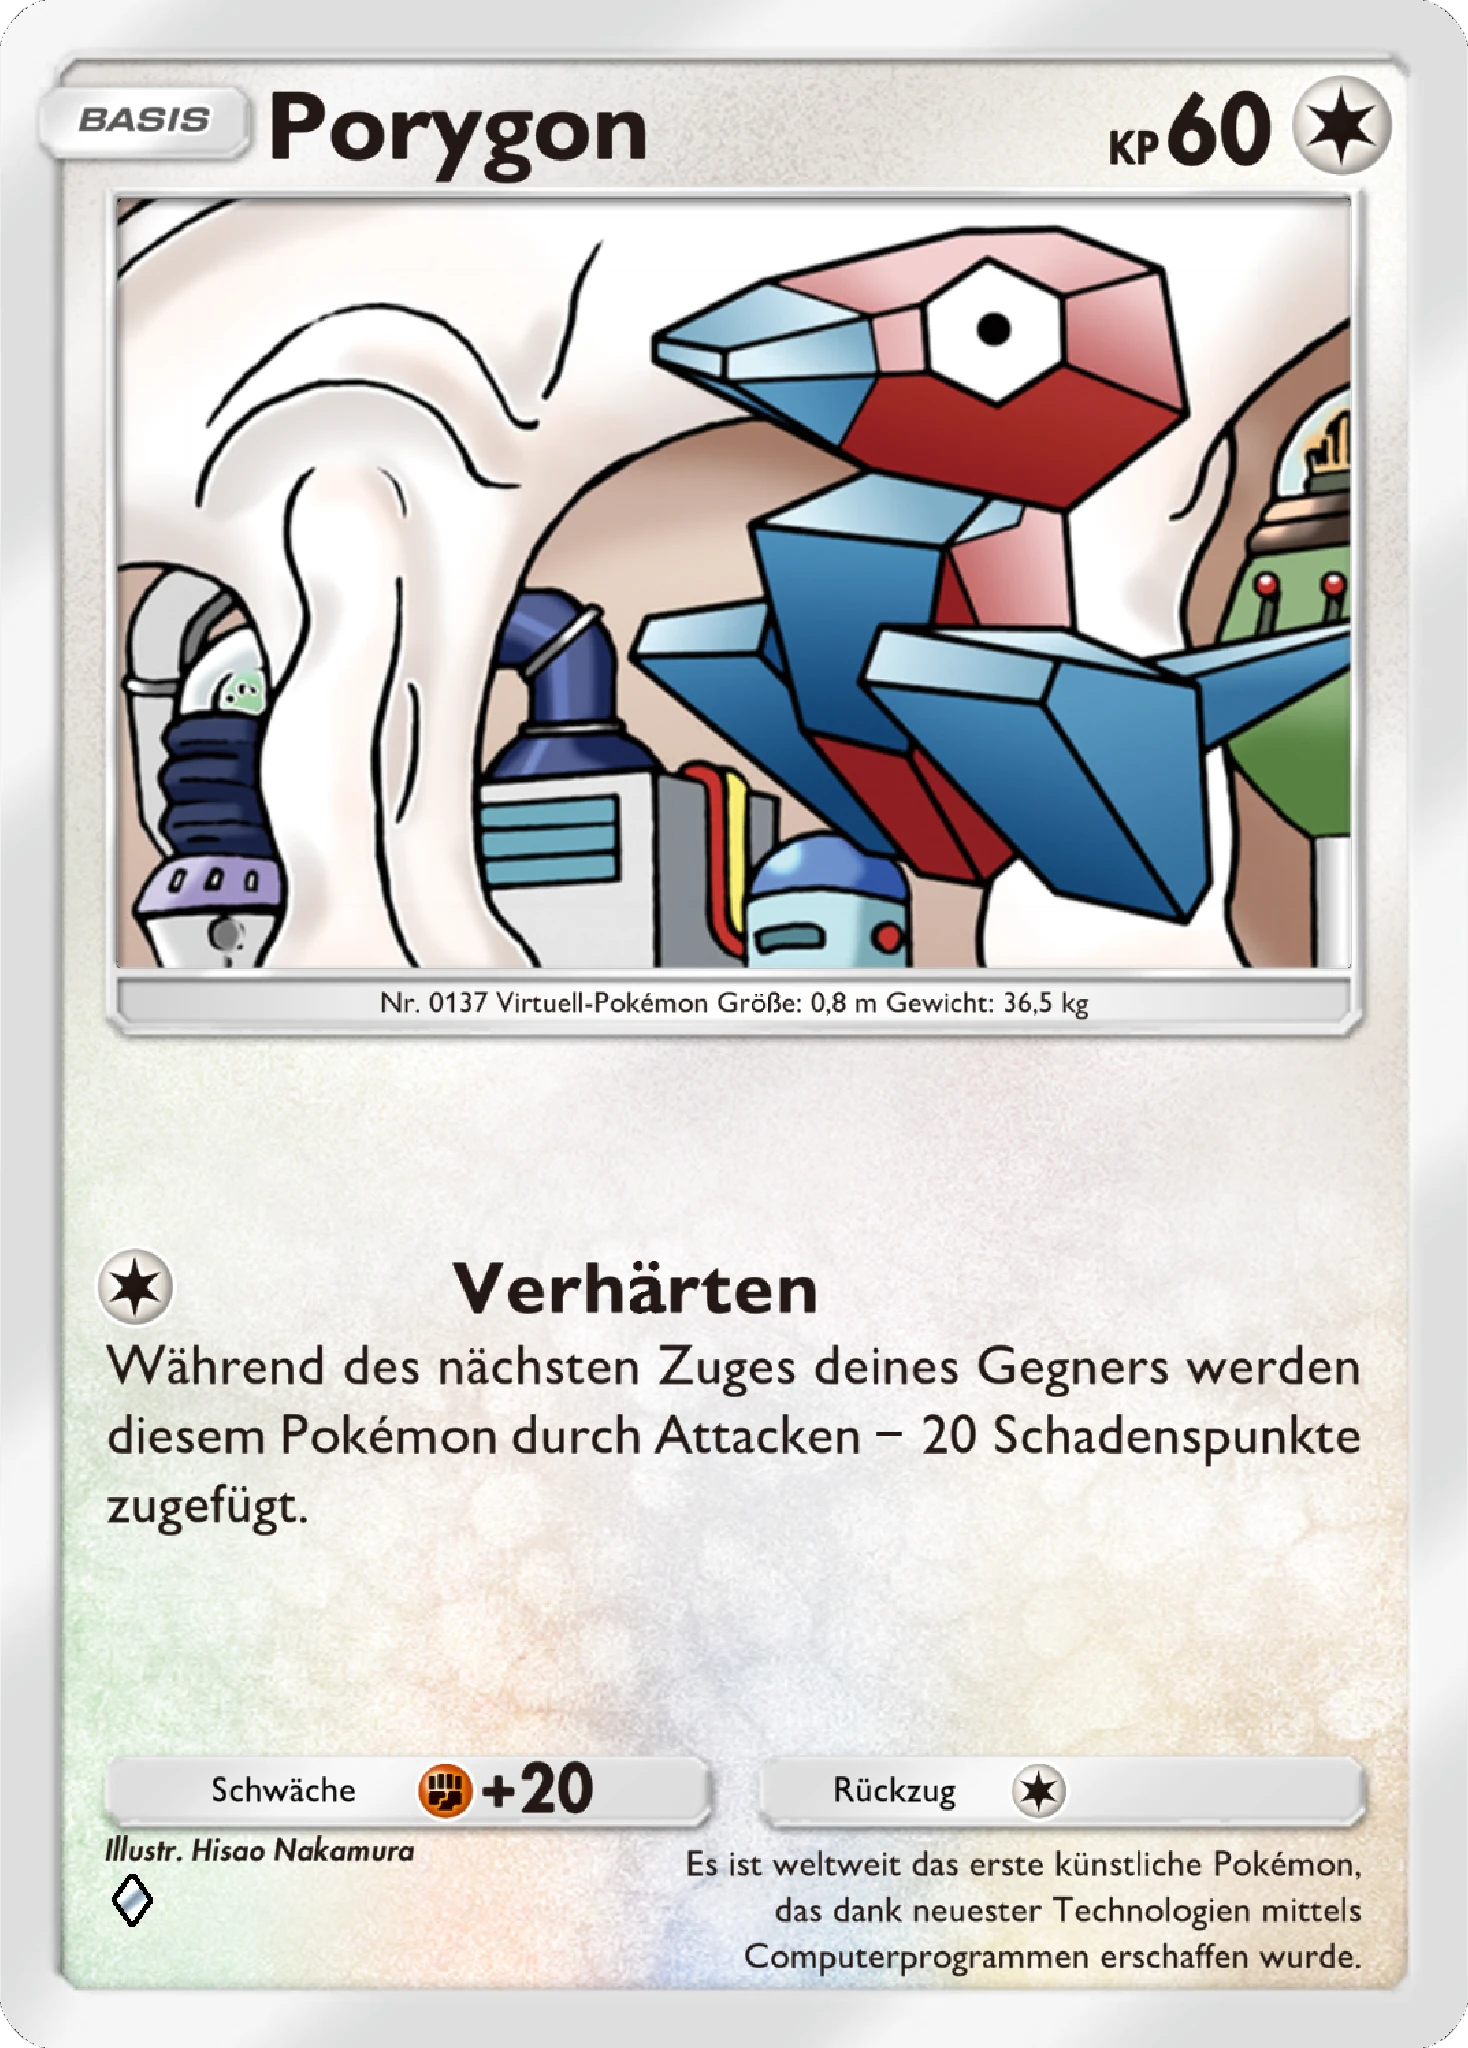 BASIS Porygon KP 60
Nr. 0137 Virtuell-Pokémon Größe: 0,8 m Gewicht: 36,5 kg
Verhärten
Während des nächsten Zuges deines Gegners werden
diesem Pokémon durch Attacken – 20 Schadenspunkte
zugefügt.
Schwäche +20 Rückzug
Illustr. Hisao Nakamura
Es ist weltweit das erste künstliche Pokémon,
das dank neuester Technologien mittels
Computerprogrammen erschaffen wurde.